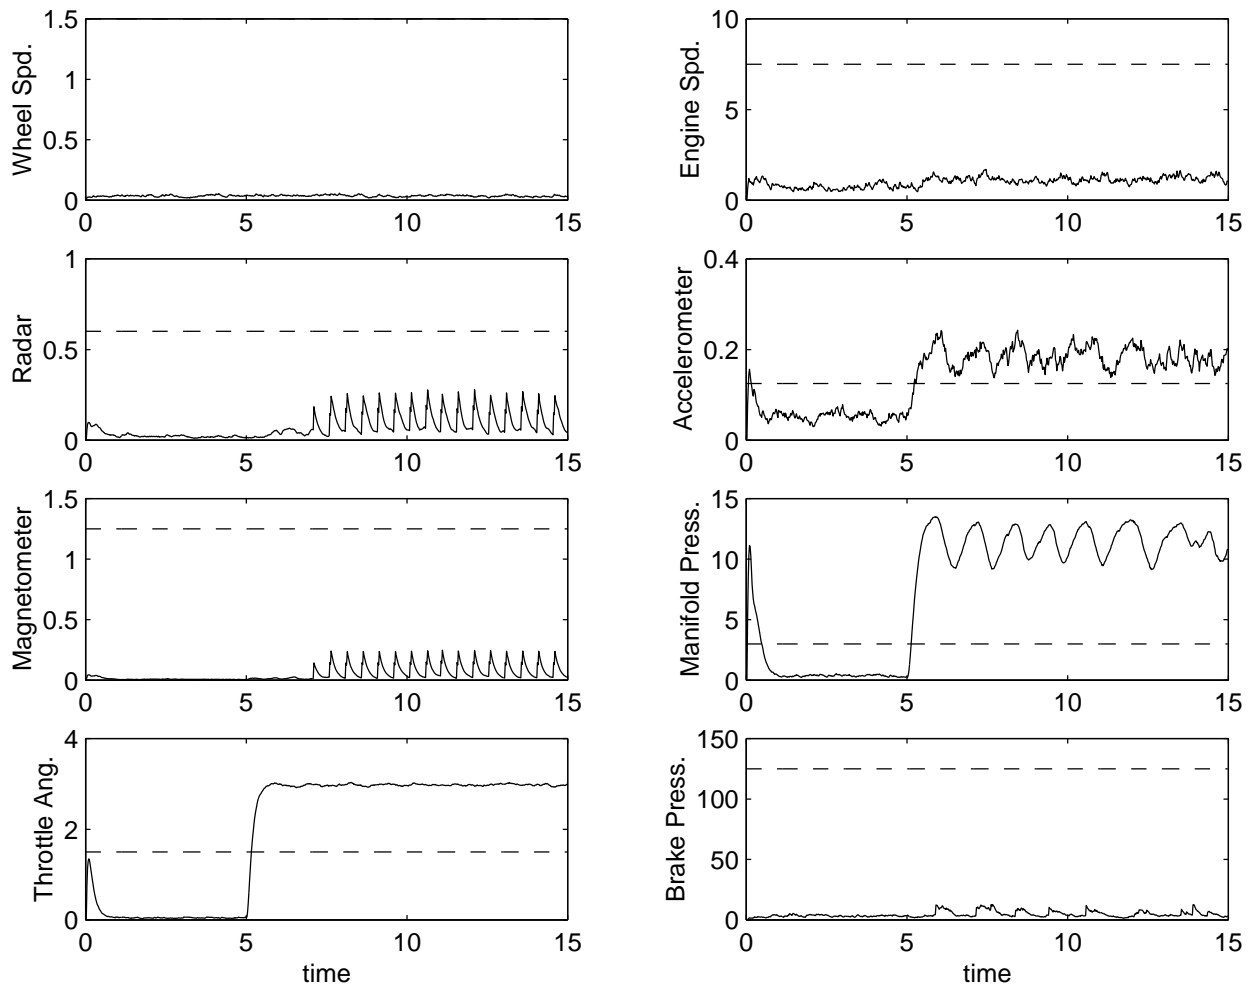 Wheel Spd.
1.5
1
0.5
0
0 5 10 15
Engine Spd.
10
5
0
0 5 10 15
Radar
1
0.5
0
0 5 10 15
Accelerometer
0.4
0.2
0
0 5 10 15
Magnetometer
1.5
1
0.5
0
0 5 10 15
Manifold Press.
15
10
5
0
0 5 10 15
Throttle Ang.
4
2
0
0 5 10 15
time
Brake Press.
150
100
50
0
0 5 10 15
time